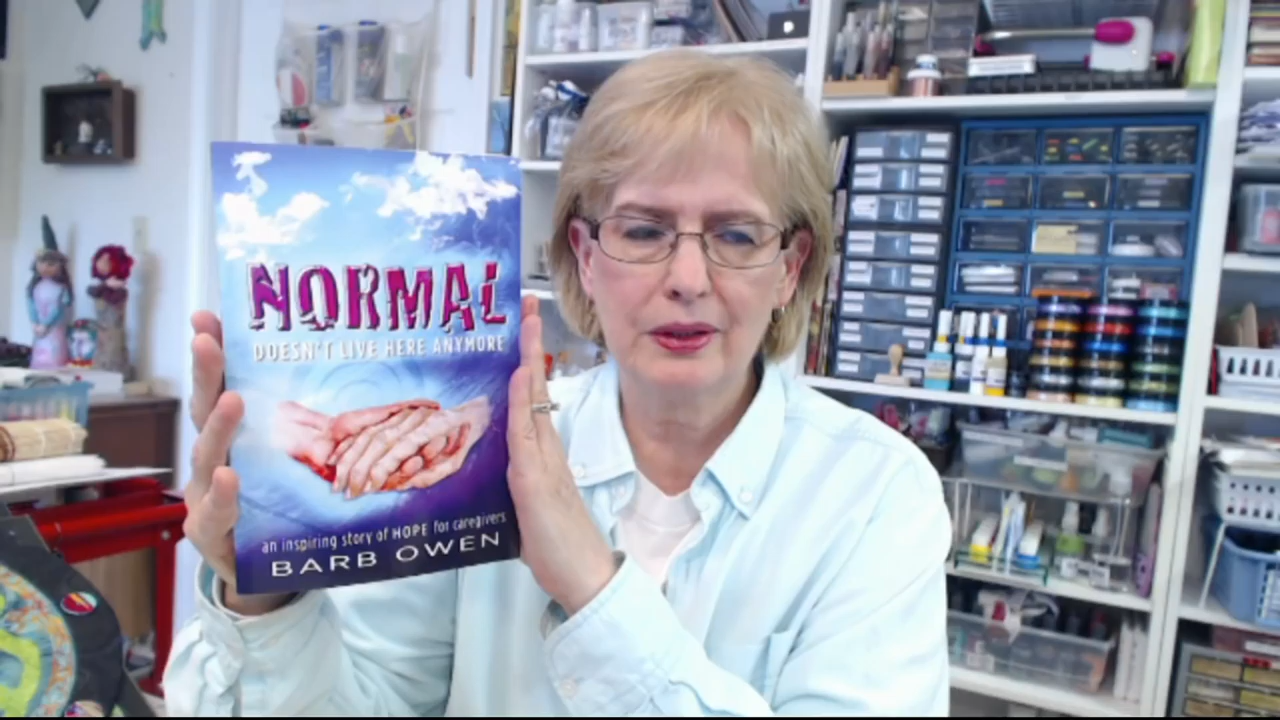 NORMAL
DOESN'T LIVE HERE ANYMORE
an inspiring story of HOPE for caregivers
BARB OWEN